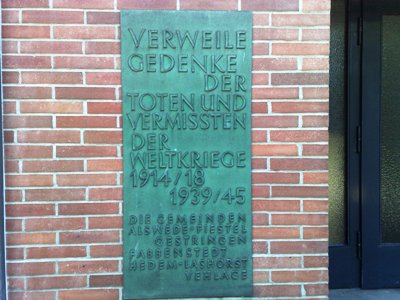 VERWEILE
GEDENKE
DER
TOTEN UND
VERMISSTEN
DER
WELTKRIEGE
1914/18
1939/45
DIE GEMEINDEN
ALSWEDE-FIESTEL
GESTRINGEN
FABBENSTEDT
HEDEM-LASHORST
VEHLAGE